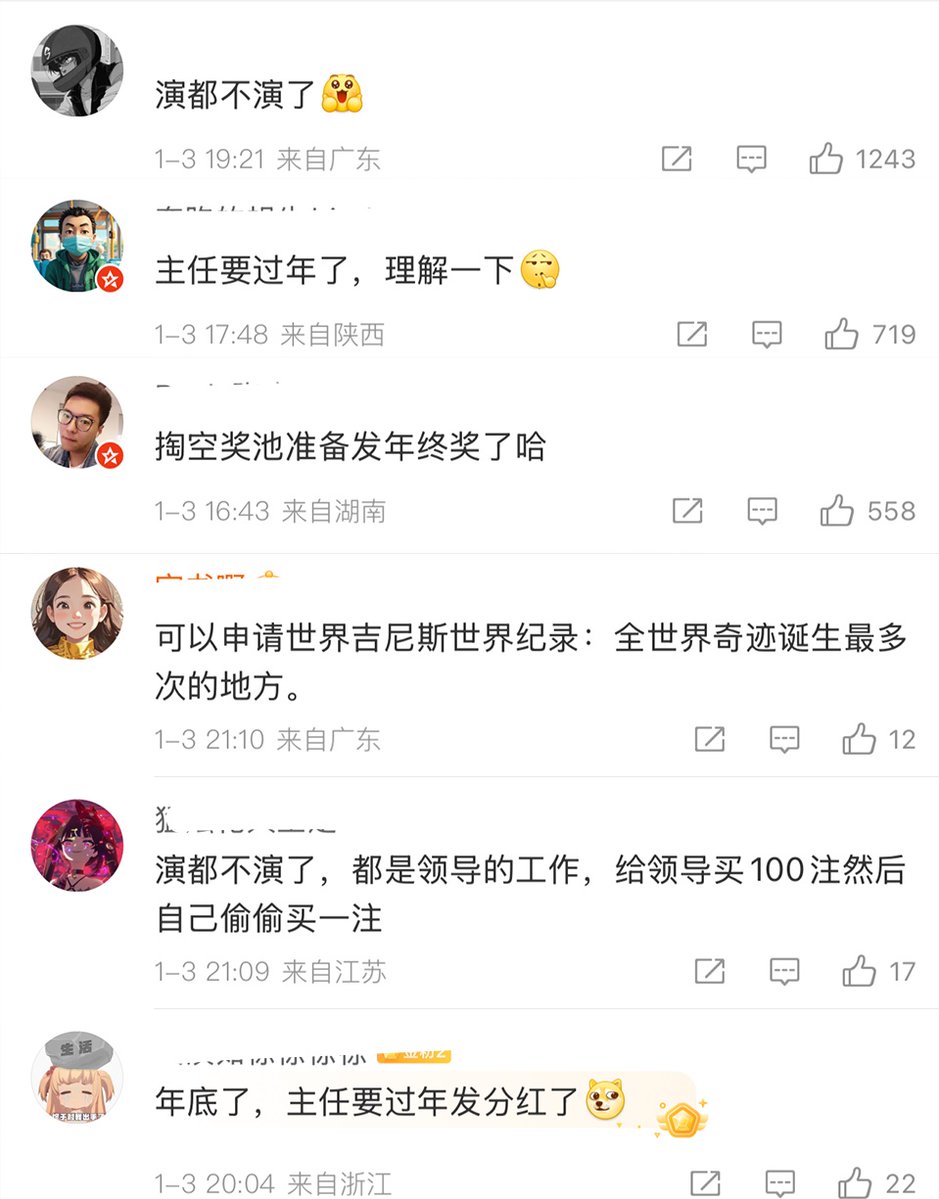 演都不演了
1-3 19:21 来自广东
1243
主任要过年了，理解一下
1-3 17:48 来自陕西
719
掏空奖池准备发年终奖了哈
1-3 16:43 来自湖南
558
可以申请世界吉尼斯世界纪录：全世界奇迹诞生最多
次的地方。
1-3 21:10 来自广东
12
演都不演了，都是领导的工作，给领导买100注然后
自己偷偷买一注
1-3 21:09 来自江苏
17
生活
年底了，主任要过年发分红了
1-3 20:04 来自浙江
22